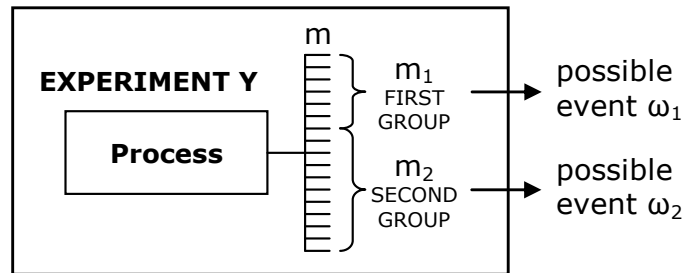 m
EXPERIMENT Y
Process
m₁
FIRST
GROUP
possible
event ω₁
m₂
SECOND
GROUP
possible
event ω₂